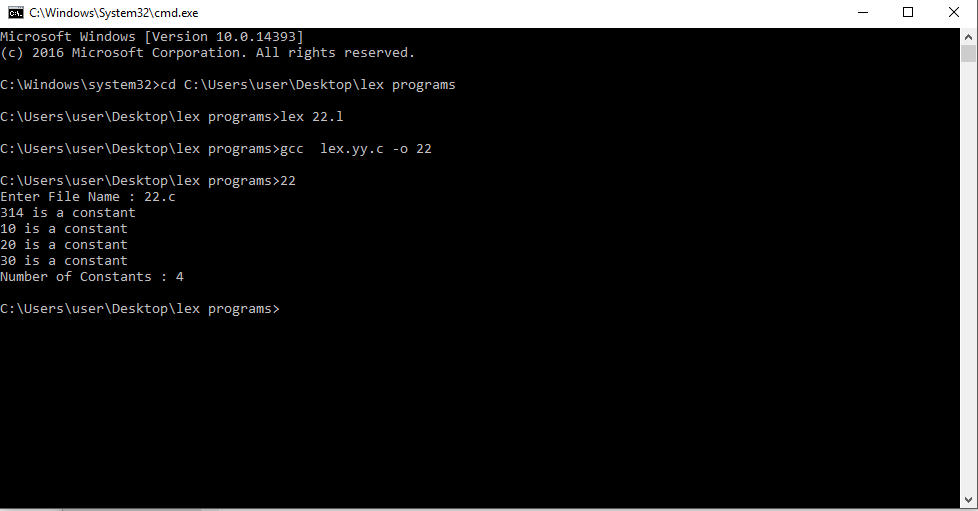 C:\Windows\System32\cmd.exe
Microsoft Windows [Version 10.0.14393]
(c) 2016 Microsoft Corporation. All rights reserved.
C:\Windows\system32>cd C:\Users\user\Desktop\lex programs
C:\Users\user\Desktop\lex programs>lex 22.l
C:\Users\user\Desktop\lex programs>gcc  lex.yy.c -o 22
C:\Users\user\Desktop\lex programs>22
Enter File Name : 22.c
314 is a constant
10 is a constant
20 is a constant
30 is a constant
Number of Constants : 4
C:\Users\user\Desktop\lex programs>